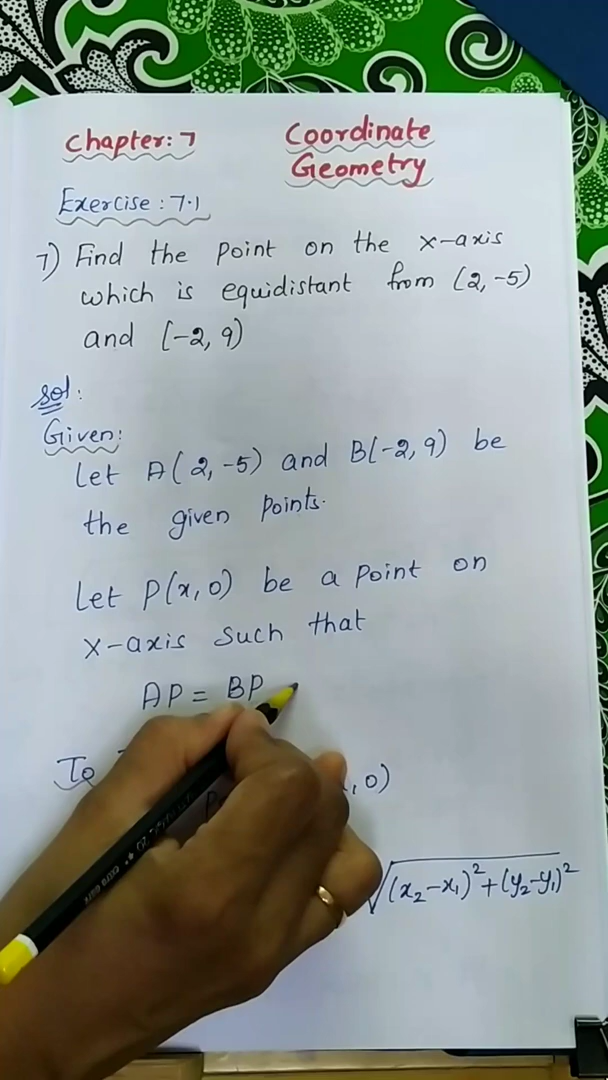 Chapter: 7 Coordinate
Geometry
Exercise: 7.1
7) Find the point on the x-axis
which is equidistant from (2, -5)
and (-2, 9)
Sol:
Given:
Let A(2, -5) and B(-2, 9) be
the given points.
Let P(x, 0) be a point on
x-axis such that
AP = BP
To
, 0)
√(x₂-x₁)²+(y₂-y₁)²